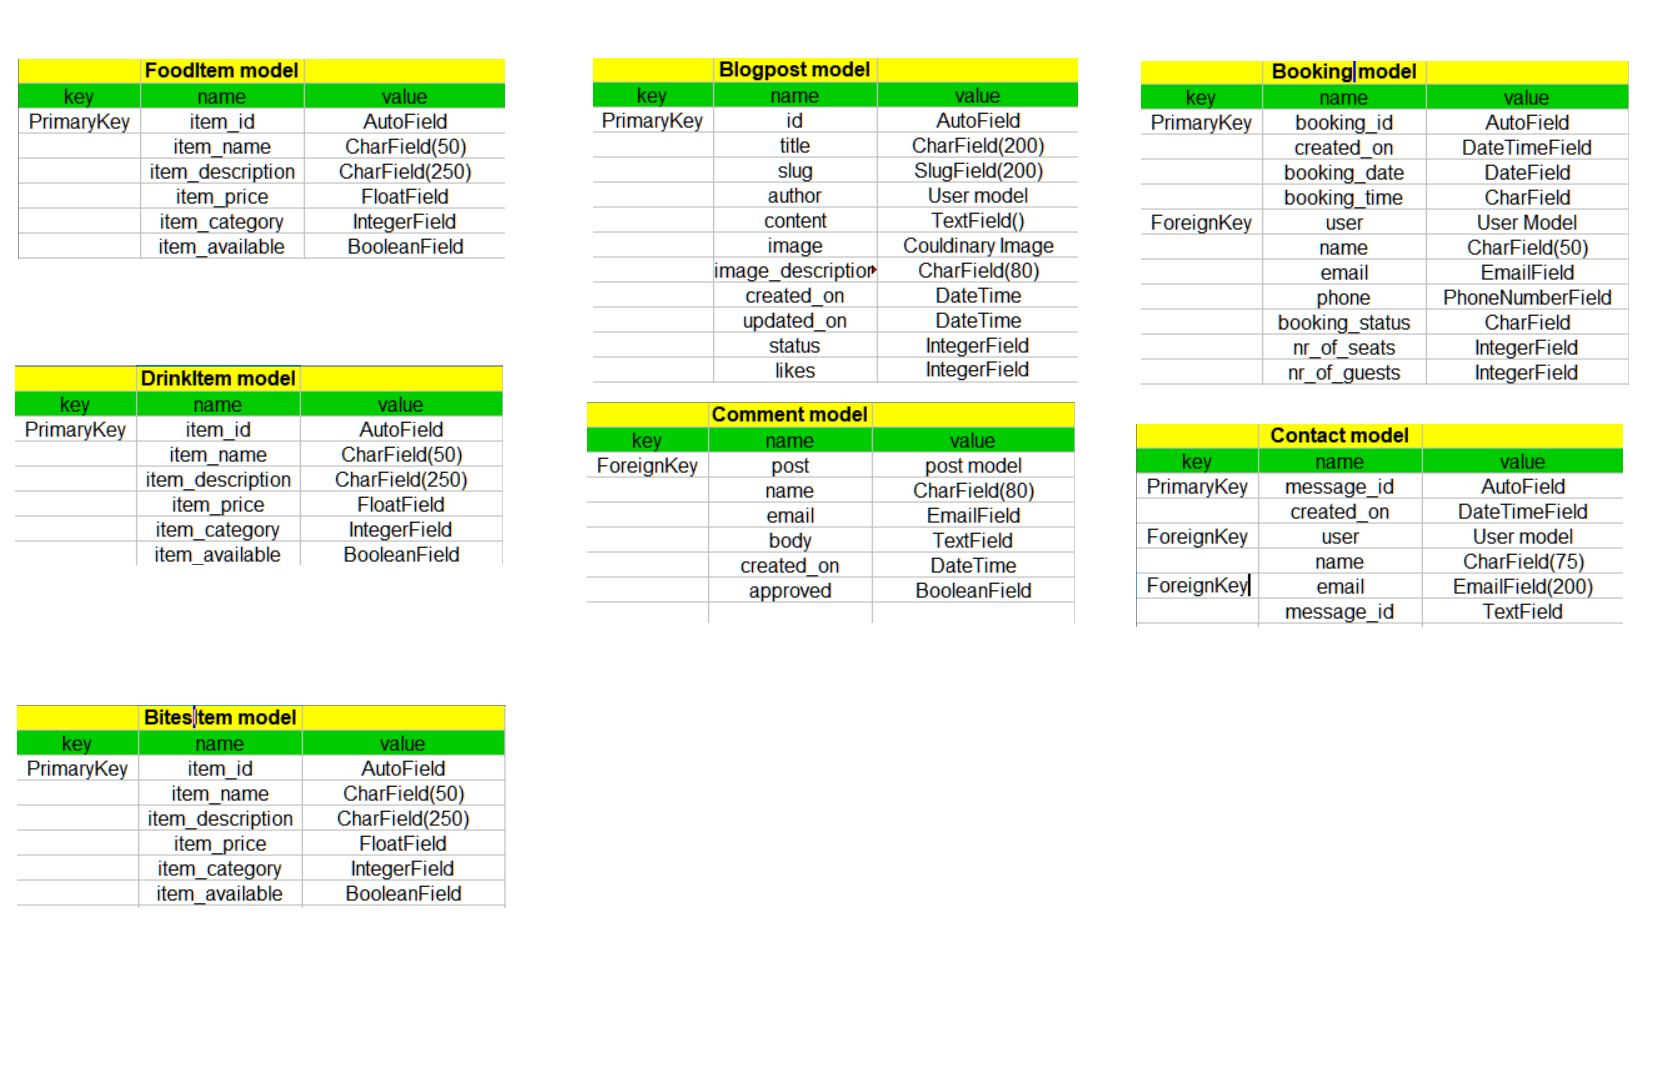 FoodItem model
key name value
PrimaryKey item_id AutoField
item_name CharField(50)
item_description CharField(250)
item_price FloatField
item_category IntegerField
item_available BooleanField
DrinkItem model
key name value
PrimaryKey item_id AutoField
item_name CharField(50)
item_description CharField(250)
item_price FloatField
item_category IntegerField
item_available BooleanField
BitesItem model
key name value
PrimaryKey item_id AutoField
item_name CharField(50)
item_description CharField(250)
item_price FloatField
item_category IntegerField
item_available BooleanField
Blogpost model
key name value
PrimaryKey id AutoField
title CharField(200)
slug SlugField(200)
author User model
content TextField()
image Couldinary Image
image_description CharField(80)
created_on DateTime
updated_on DateTime
status IntegerField
likes IntegerField
Comment model
key name value
ForeignKey post post model
name CharField(80)
email EmailField
body TextField
created_on DateTime
approved BooleanField
Booking model
key name value
PrimaryKey booking_id AutoField
created_on DateTimeField
booking_date DateField
booking_time CharField
ForeignKey user User Model
name CharField(50)
email EmailField
phone PhoneNumberField
booking_status CharField
nr_of_seats IntegerField
nr_of_guests IntegerField
Contact model
key name value
PrimaryKey message_id AutoField
created_on DateTimeField
ForeignKey user User model
name CharField(75)
ForeignKey email EmailField(200)
message_id TextField